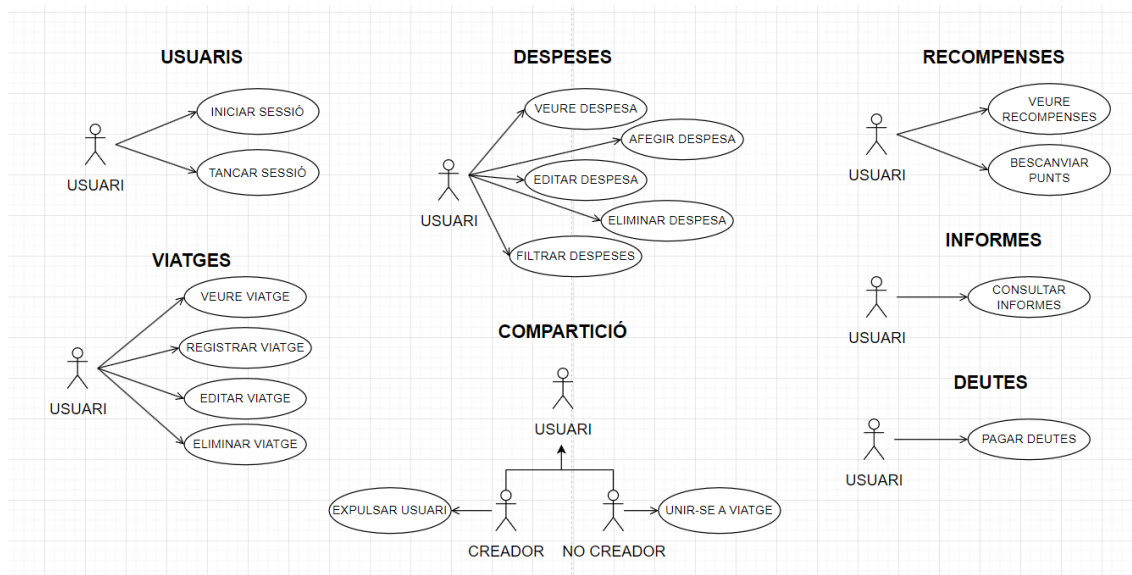 USUARIS
INICIAR SESSIÓ
TANCAR SESSIÓ
USUARI
DESPESES
VEURE DESPESA
AFEGIR DESPESA
EDITAR DESPESA
ELIMINAR DESPESA
FILTRAR DESPESES
USUARI
RECOMPENSES
VEURE
RECOMPENSES
BESCANVIAR
PUNTS
USUARI
VIATGES
VEURE VIATGE
REGISTRAR VIATGE
EDITAR VIATGE
ELIMINAR VIATGE
USUARI
COMPARTICIÓ
USUARI
EXPULSAR USUARI
CREADOR
NO CREADOR
UNIR-SE A VIATGE
INFORMES
CONSULTAR
INFORMES
USUARI
DEUTES
PAGAR DEUTES
USUARI